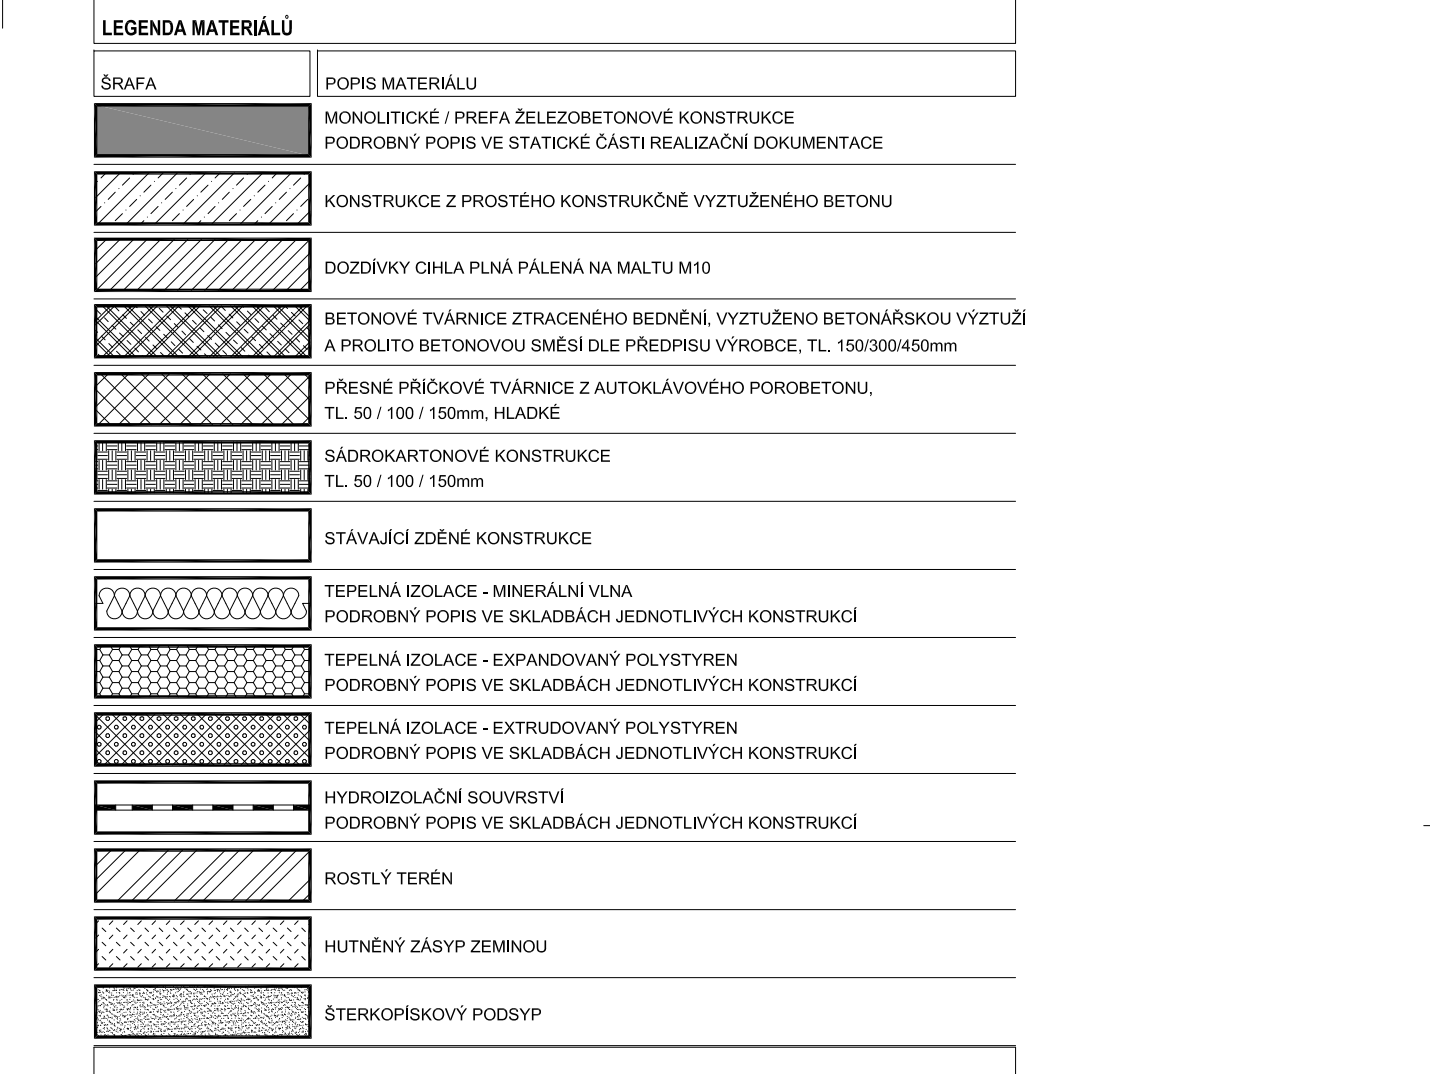 LEGENDA MATERIÁLŮ
ŠRAFA
POPIS MATERIÁLU
MONOLITICKÉ / PREFA ŽELEZOBETONOVÉ KONSTRUKCE
PODROBNÝ POPIS VE STATICKÉ ČÁSTI REALIZAČNÍ DOKUMENTACE
KONSTRUKCE Z PROSTÉHO KONSTRUKČNĚ VYZTUŽENÉHO BETONU
DOZDÍVKY CIHLA PLNÁ PÁLENÁ NA MALTU M10
BETONOVÉ TVÁRNICE ZTRACENÉHO BEDNĚNÍ, VYZTUŽENO BETONÁŘSKOU VÝZTUŽÍ
A PROLITO BETONOVOU SMĚSÍ DLE PŘEDPISU VÝROBCE, TL. 150/300/450mm
PŘESNÉ PŘÍČKOVÉ TVÁRNICE Z AUTOKLÁVOVÉHO POROBETONU,
TL. 50 / 100 / 150mm, HLADKÉ
SÁDROKARTONOVÉ KONSTRUKCE
TL. 50 / 100 / 150mm
STÁVAJÍCÍ ZDĚNÉ KONSTRUKCE
TEPELNÁ IZOLACE - MINERÁLNÍ VLNA
PODROBNÝ POPIS VE SKLADBÁCH JEDNOTLIVÝCH KONSTRUKCÍ
TEPELNÁ IZOLACE - EXPANDOVANÝ POLYSTYREN
PODROBNÝ POPIS VE SKLADBÁCH JEDNOTLIVÝCH KONSTRUKCÍ
TEPELNÁ IZOLACE - EXTRUDOVANÝ POLYSTYREN
PODROBNÝ POPIS VE SKLADBÁCH JEDNOTLIVÝCH KONSTRUKCÍ
HYDROIZOLAČNÍ SOUVRSTVÍ
PODROBNÝ POPIS VE SKLADBÁCH JEDNOTLIVÝCH KONSTRUKCÍ
ROSTLÝ TERÉN
HUTNĚNÝ ZÁSYP ZEMINOU
ŠTERKOPÍSKOVÝ PODSYP